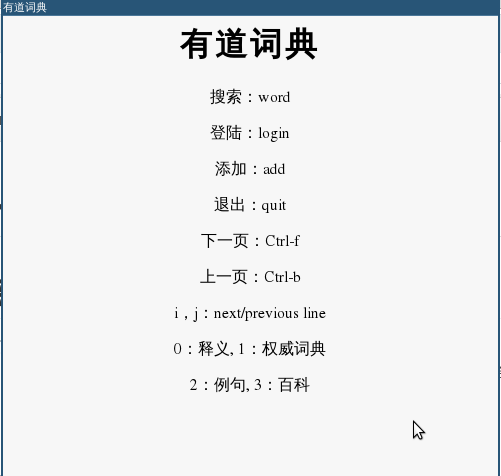 有道词典
有道词典
搜索：word
登陆：login
添加：add
退出：quit
下一页：Ctrl-f
上一页：Ctrl-b
i，j：next/previous line
0：释义, 1：权威词典
2：例句, 3：百科